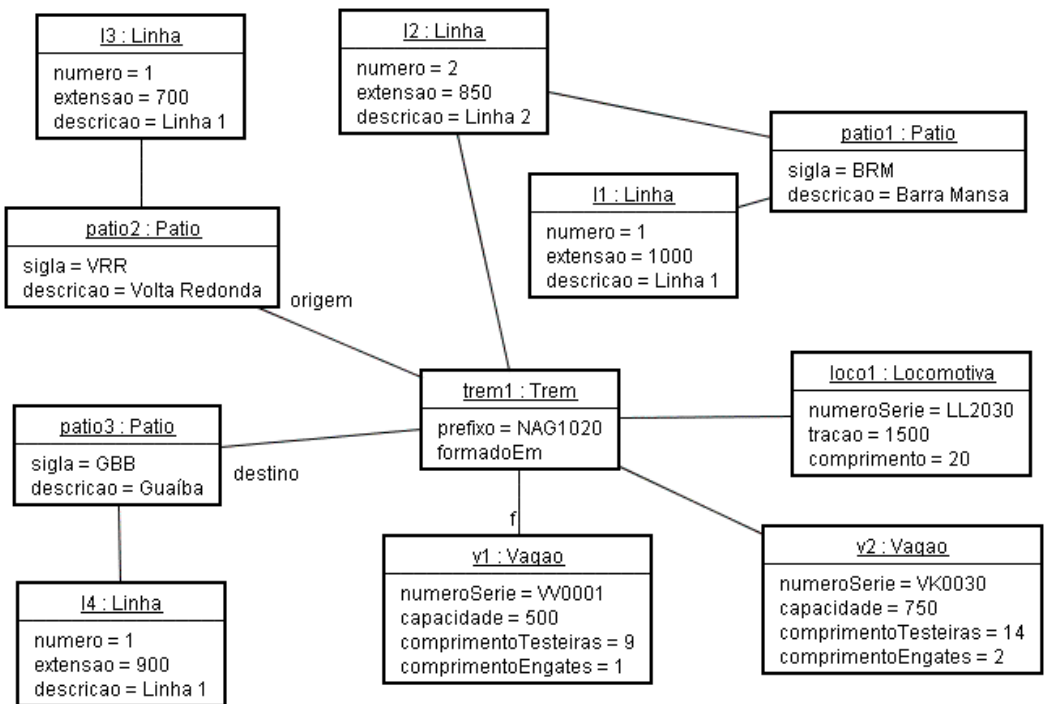 l3 : Linha
numero = 1
extensao = 700
descricao = Linha 1
l2 : Linha
numero = 2
extensao = 850
descricao = Linha 2
patio1 : Patio
sigla = BRM
descricao = Barra Mansa
l1 : Linha
numero = 1
extensao = 1000
descricao = Linha 1
patio2 : Patio
sigla = VRR
descricao = Volta Redonda
origem
trem1 : Trem
prefixo = NAG1020
formadoEm
loco1 : Locomotiva
numeroSerie = LL2030
tracao = 1500
comprimento = 20
patio3 : Patio
sigla = GBB
descricao = Guaíba
destino
f
v1 : Vagao
numeroSerie = VV0001
capacidade = 500
comprimentoTesteiras = 9
comprimentoEngates = 1
v2 : Vagao
numeroSerie = VK0030
capacidade = 750
comprimentoTesteiras = 14
comprimentoEngates = 2
l4 : Linha
numero = 1
extensao = 900
descricao = Linha 1